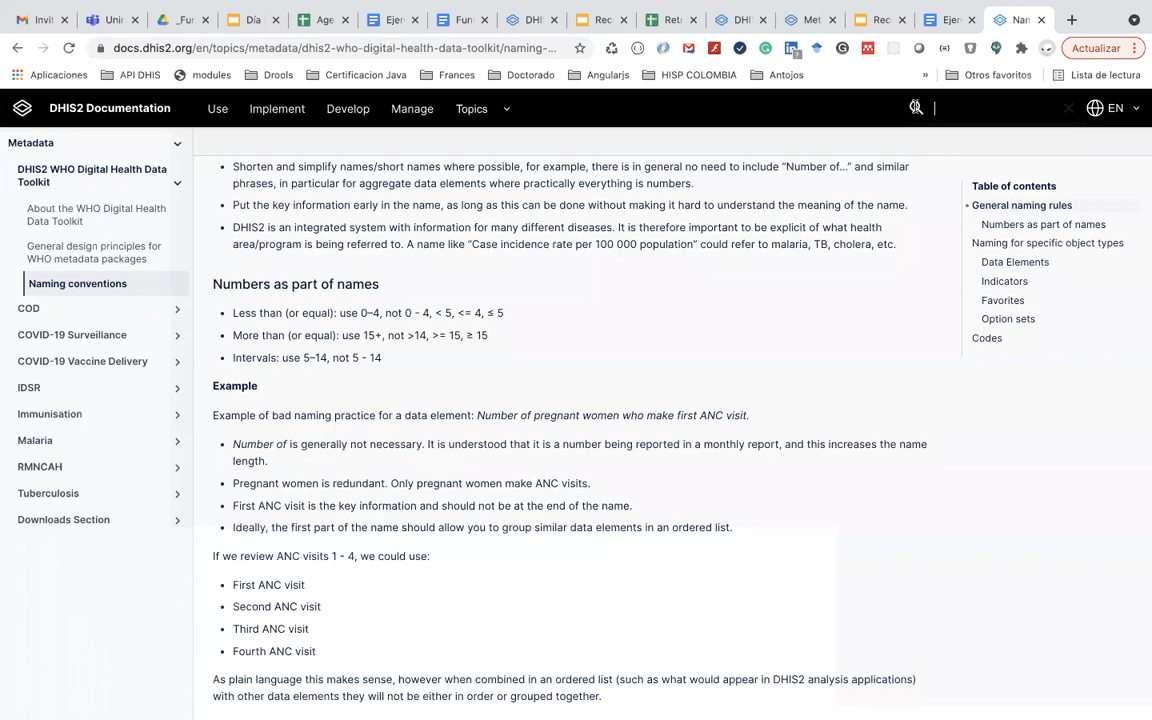 Invit
Unir
_Fur
Día
Age
Ejerc
Func
DHI
Rec
Retr
DHI
Met
Rec
Ejerc
Nam
docs.dhis2.org/en/topics/metadata/dhis2-who-digital-health-data-toolkit/naming-...
Actualizar
Aplicaciones
API DHIS
modules
Drools
Certificacion Java
Frances
Doctorado
Angularjs
HISP COLOMBIA
Antojos
»
Otros favoritos
Lista de lectura
DHIS2 Documentation
Use
Implement
Develop
Manage
Topics
EN
Metadata
DHIS2 WHO Digital Health Data
Toolkit
About the WHO Digital Health
Data Toolkit
General design principles for
WHO metadata packages
Naming conventions
COD
COVID-19 Surveillance
COVID-19 Vaccine Delivery
IDSR
Immunisation
Malaria
RMNCAH
Tuberculosis
Downloads Section
• Shorten and simplify names/short names where possible, for example, there is in general no need to include “Number of...” and similar
phrases, in particular for aggregate data elements where practically everything is numbers.
• Put the key information early in the name, as long as this can be done without making it hard to understand the meaning of the name.
• DHIS2 is an integrated system with information for many different diseases. It is therefore important to be explicit of what health
area/program is being referred to. A name like “Case incidence rate per 100 000 population” could refer to malaria, TB, cholera, etc.
Numbers as part of names
• Less than (or equal): use 0–4, not 0 - 4, < 5, <= 4, ≤ 5
• More than (or equal): use 15+, not >14, >= 15, ≥ 15
• Intervals: use 5–14, not 5 - 14
Example
Example of bad naming practice for a data element: Number of pregnant women who make first ANC visit.
• Number of is generally not necessary. It is understood that it is a number being reported in a monthly report, and this increases the name
length.
• Pregnant women is redundant. Only pregnant women make ANC visits.
• First ANC visit is the key information and should not be at the end of the name.
• Ideally, the first part of the name should allow you to group similar data elements in an ordered list.
If we review ANC visits 1 - 4, we could use:
• First ANC visit
• Second ANC visit
• Third ANC visit
• Fourth ANC visit
As plain language this makes sense, however when combined in an ordered list (such as what would appear in DHIS2 analysis applications)
with other data elements they will not be either in order or grouped together.
Table of contents
• General naming rules
Numbers as part of names
Naming for specific object types
Data Elements
Indicators
Favorites
Option sets
Codes